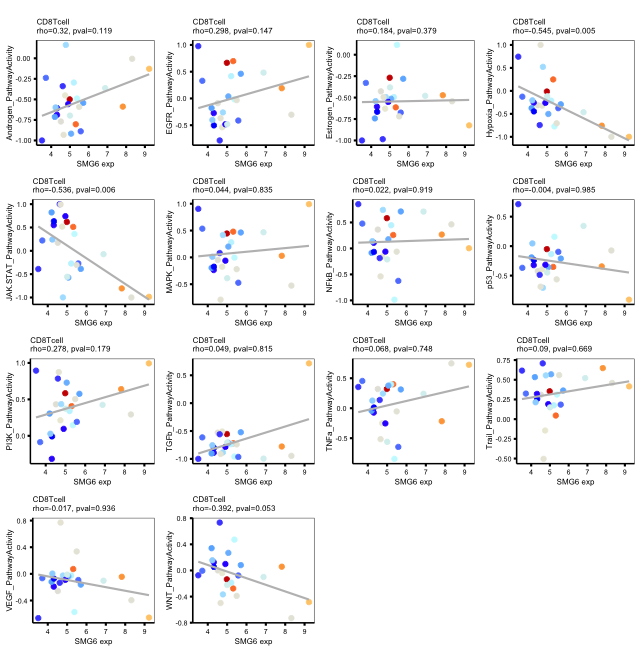 CD8Tcell
rho=0.32, pval=0.119
Androgen_PathwayActivity
0.00
-0.25
-0.50
-0.75
-1.00
4 5 6 7 8 9
SMG6 exp
CD8Tcell
rho=0.298, pval=0.147
EGFR_PathwayActivity
1.0
0.5
0.0
-0.5
4 5 6 7 8 9
SMG6 exp
CD8Tcell
rho=0.184, pval=0.379
Estrogen_PathwayActivity
0.00
-0.25
-0.50
-0.75
-1.00
4 5 6 7 8 9
SMG6 exp
CD8Tcell
rho=-0.545, pval=0.005
Hypoxia_PathwayActivity
1.0
0.5
0.0
-0.5
-1.0
4 5 6 7 8 9
SMG6 exp
CD8Tcell
rho=-0.536, pval=0.006
JAK-STAT_PathwayActivity
1.0
0.5
0.0
-0.5
-1.0
4 5 6 7 8 9
SMG6 exp
CD8Tcell
rho=0.044, pval=0.835
MAPK_PathwayActivity
1.0
0.5
0.0
-0.5
4 5 6 7 8 9
SMG6 exp
CD8Tcell
rho=0.022, pval=0.919
NFkB_PathwayActivity
0.5
0.0
-0.5
-1.0
4 5 6 7 8 9
SMG6 exp
CD8Tcell
rho=-0.004, pval=0.985
p53_PathwayActivity
0.5
0.0
-0.5
4 5 6 7 8 9
SMG6 exp
CD8Tcell
rho=0.278, pval=0.179
PI3K_PathwayActivity
1.0
0.5
0.0
4 5 6 7 8 9
SMG6 exp
CD8Tcell
rho=0.049, pval=0.815
TGFb_PathwayActivity
0.5
0.0
-0.5
-1.0
4 5 6 7 8 9
SMG6 exp
CD8Tcell
rho=0.068, pval=0.748
TNFa_PathwayActivity
0.5
0.0
-0.5
4 5 6 7 8 9
SMG6 exp
CD8Tcell
rho=0.09, pval=0.669
Trail_PathwayActivity
0.75
0.50
0.25
0.00
-0.25
-0.50
4 5 6 7 8 9
SMG6 exp
CD8Tcell
rho=-0.017, pval=0.936
VEGF_PathwayActivity
0.8
0.4
0.0
-0.4
4 5 6 7 8 9
SMG6 exp
CD8Tcell
rho=-0.392, pval=0.053
WNT_PathwayActivity
0.8
0.4
0.0
-0.4
-0.8
4 5 6 7 8 9
SMG6 exp